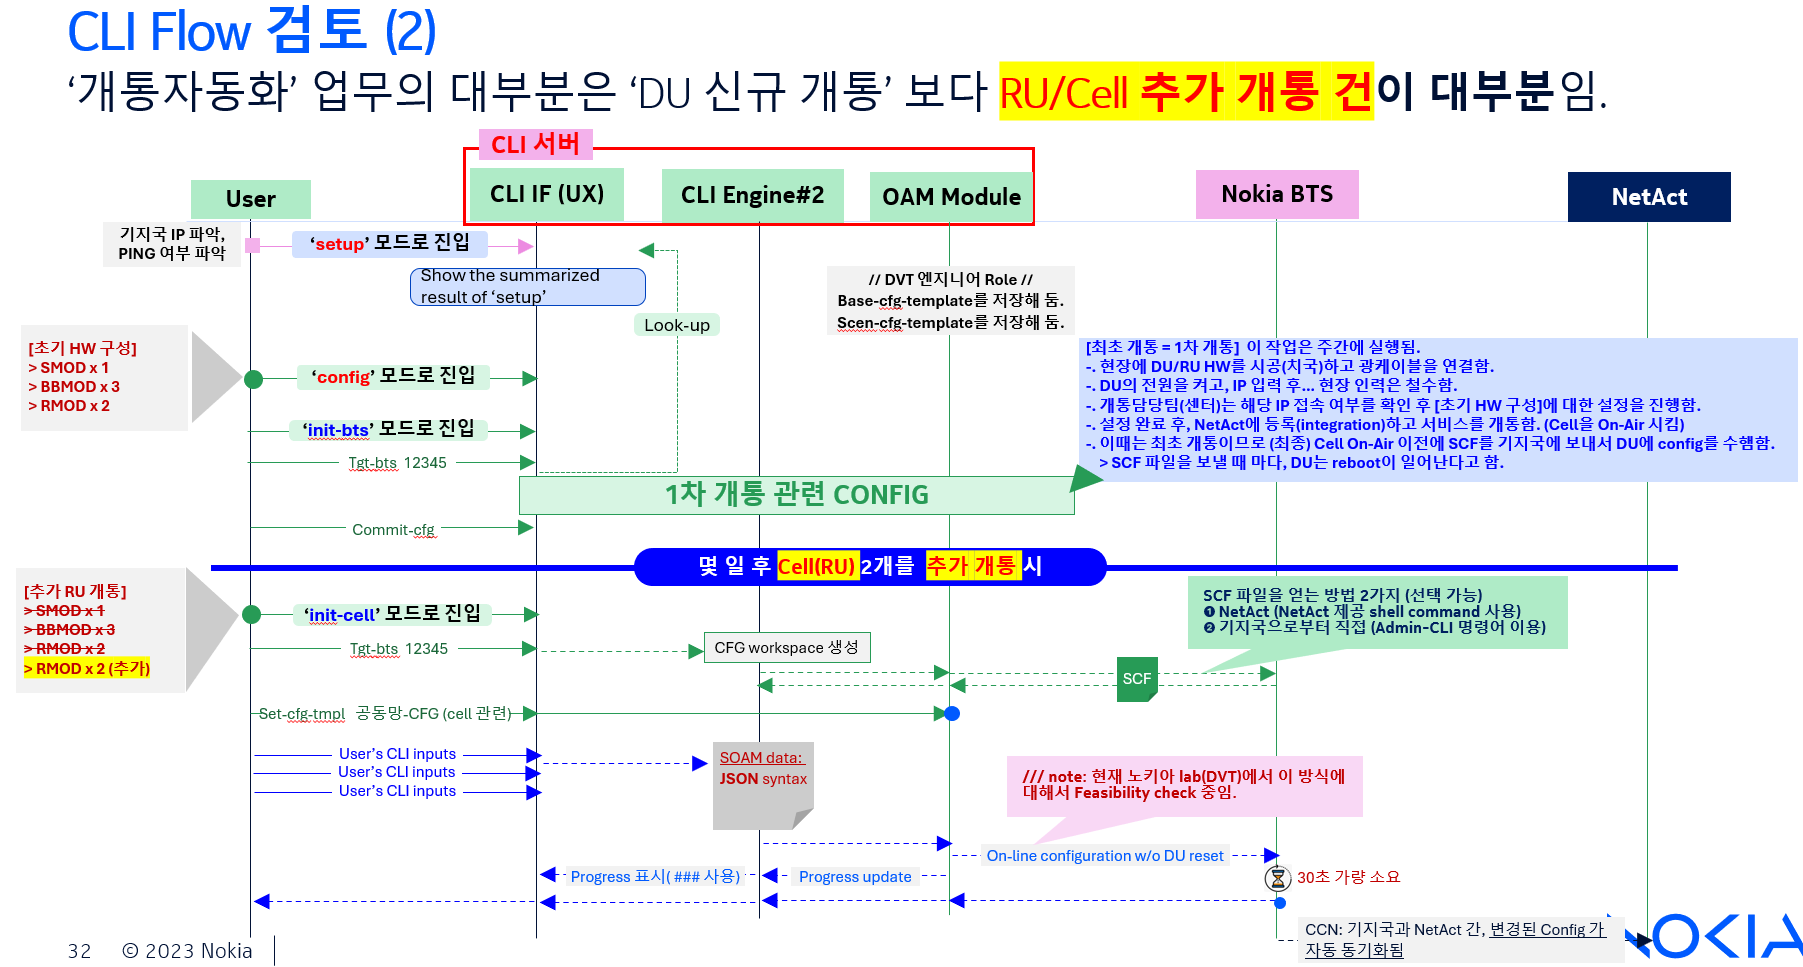 CLI Flow 검토 (2)
‘개통자동화’ 업무의 대부분은 ‘DU 신규 개통’ 보다 RU/Cell 추가 개통 건이 대부분임.
CLI 서버
User
CLI IF (UX)
CLI Engine#2
OAM Module
Nokia BTS
NetAct
기지국 IP 파악,
PING 여부 파악
‘setup’ 모드로 진입
Show the summarized
result of ‘setup’
Look-up
// DVT 엔지니어 Role //
Base-cfg-template를 저장해 둠.
Scen-cfg-template를 저장해 둠.
[초기 HW 구성]
> SMOD x 1
> BBMOD x 3
> RMOD x 2
‘config’ 모드로 진입
‘init-bts’ 모드로 진입
Tgt-bts 12345
[최초 개통 = 1차 개통] 이 작업은 주간에 실행됨.
-. 현장에 DU/RU HW를 시공(치국)하고 광케이블을 연결함.
-. DU의 전원을 켜고, IP 입력 후... 현장 인력은 철수함.
-. 개통담당팀(센터)는 해당 IP 접속 여부를 확인 후 [초기 HW 구성]에 대한 설정을 진행함.
-. 설정 완료 후, NetAct에 등록(integration)하고 서비스를 개통함. (Cell을 On-Air 시킴)
-. 이때는 최초 개통이므로 (최종) Cell On-Air 이전에 SCF를 기지국에 보내서 DU에 config를 수행함.
> SCF 파일을 보낼 때 마다, DU는 reboot이 일어난다고 함.
1차 개통 관련 CONFIG
Commit-cfg
몇 일 후 Cell(RU) 2개를 추가 개통 시
[추가 RU 개통]
> SMOD x 1
> BBMOD x 3
> RMOD x 2
> RMOD x 2 (추가)
‘init-cell’ 모드로 진입
Tgt-bts 12345
CFG workspace 생성
SCF 파일을 얻는 방법 2가지 (선택 가능)
❶ NetAct (NetAct 제공 shell command 사용)
❷ 기지국으로부터 직접 (Admin-CLI 명령어 이용)
SCF
Set-cfg-tmpl 공동망-CFG (cell 관련)
User’s CLI inputs
User’s CLI inputs
User’s CLI inputs
SOAM data:
JSON syntax
/// note: 현재 노키아 lab(DVT)에서 이 방식에
대해서 Feasibility check 중임.
On-line configuration w/o DU reset
Progress 표시( ### 사용)
Progress update
30초 가량 소요
CCN: 기지국과 NetAct 간, 변경된 Config 가
자동 동기화됨
32 © 2023 Nokia
NOKIA